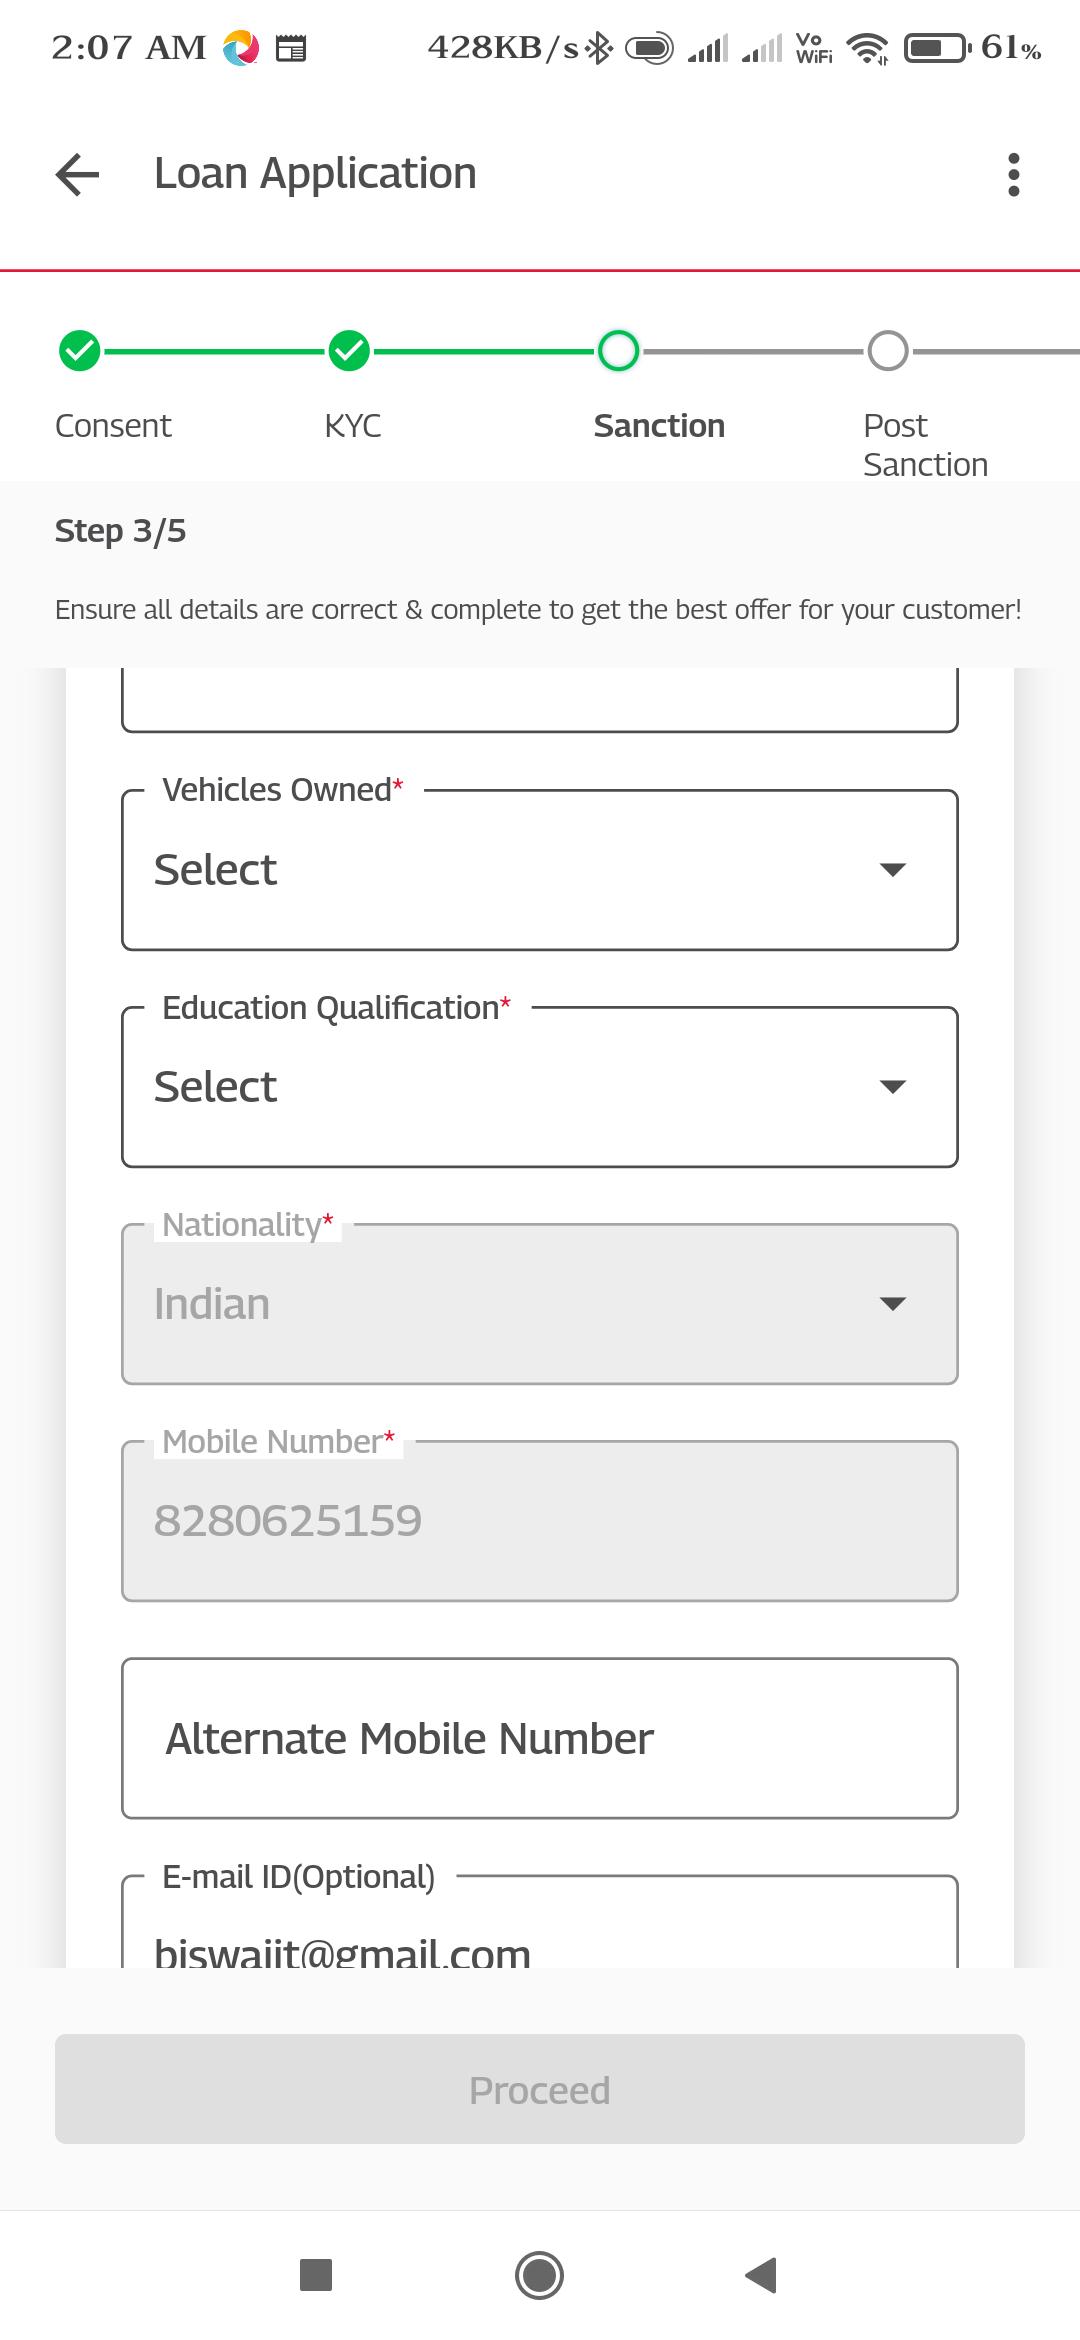 2:07 AM 428KB/s Vo WiFi 61%
Loan Application
Consent KYC Sanction Post Sanction
Step 3/5
Ensure all details are correct & complete to get the best offer for your customer!
Vehicles Owned*
Select
Education Qualification*
Select
Nationality*
Indian
Mobile Number*
8280625159
Alternate Mobile Number
E-mail ID(Optional)
biswajit@gmail.com
Proceed